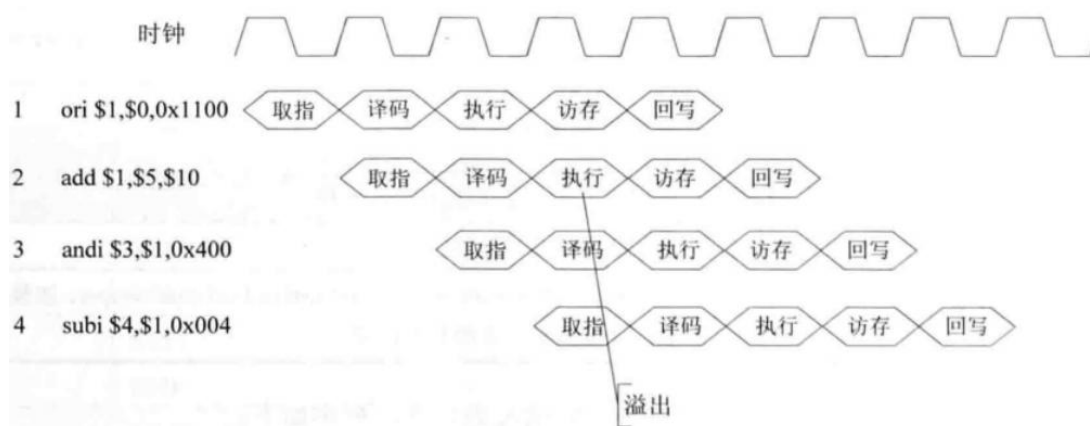 时钟
1 ori $1,$0,0x1100 取指 译码 执行 访存 回写
2 add $1,$5,$10 取指 译码 执行 访存 回写
3 andi $3,$1,0x400 取指 译码 执行 访存 回写
4 subi $4,$1,0x004 取指 译码 执行 访存 回写
溢出